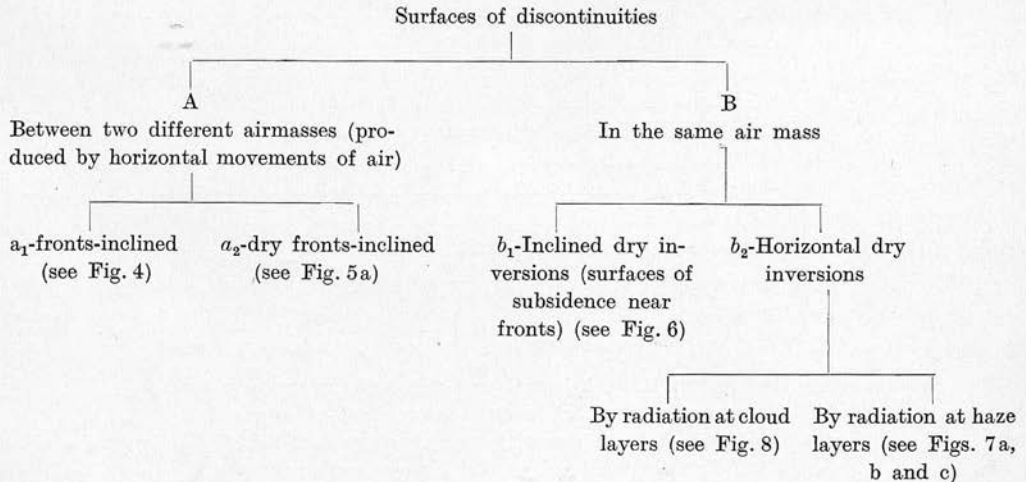 Surfaces of discontinuities
A
Between two different airmasses (pro-
duced by horizontal movements of air)
B
In the same air mass
a₁-fronts-inclined
(see Fig. 4)
a₂-dry fronts-inclined
(see Fig. 5a)
b₁-Inclined dry in-
versions (surfaces of
subsidence near
fronts) (see Fig. 6)
b₂-Horizontal dry
inversions
By radiation at cloud
layers (see Fig. 8)
By radiation at haze
layers (see Figs. 7a,
b and c)